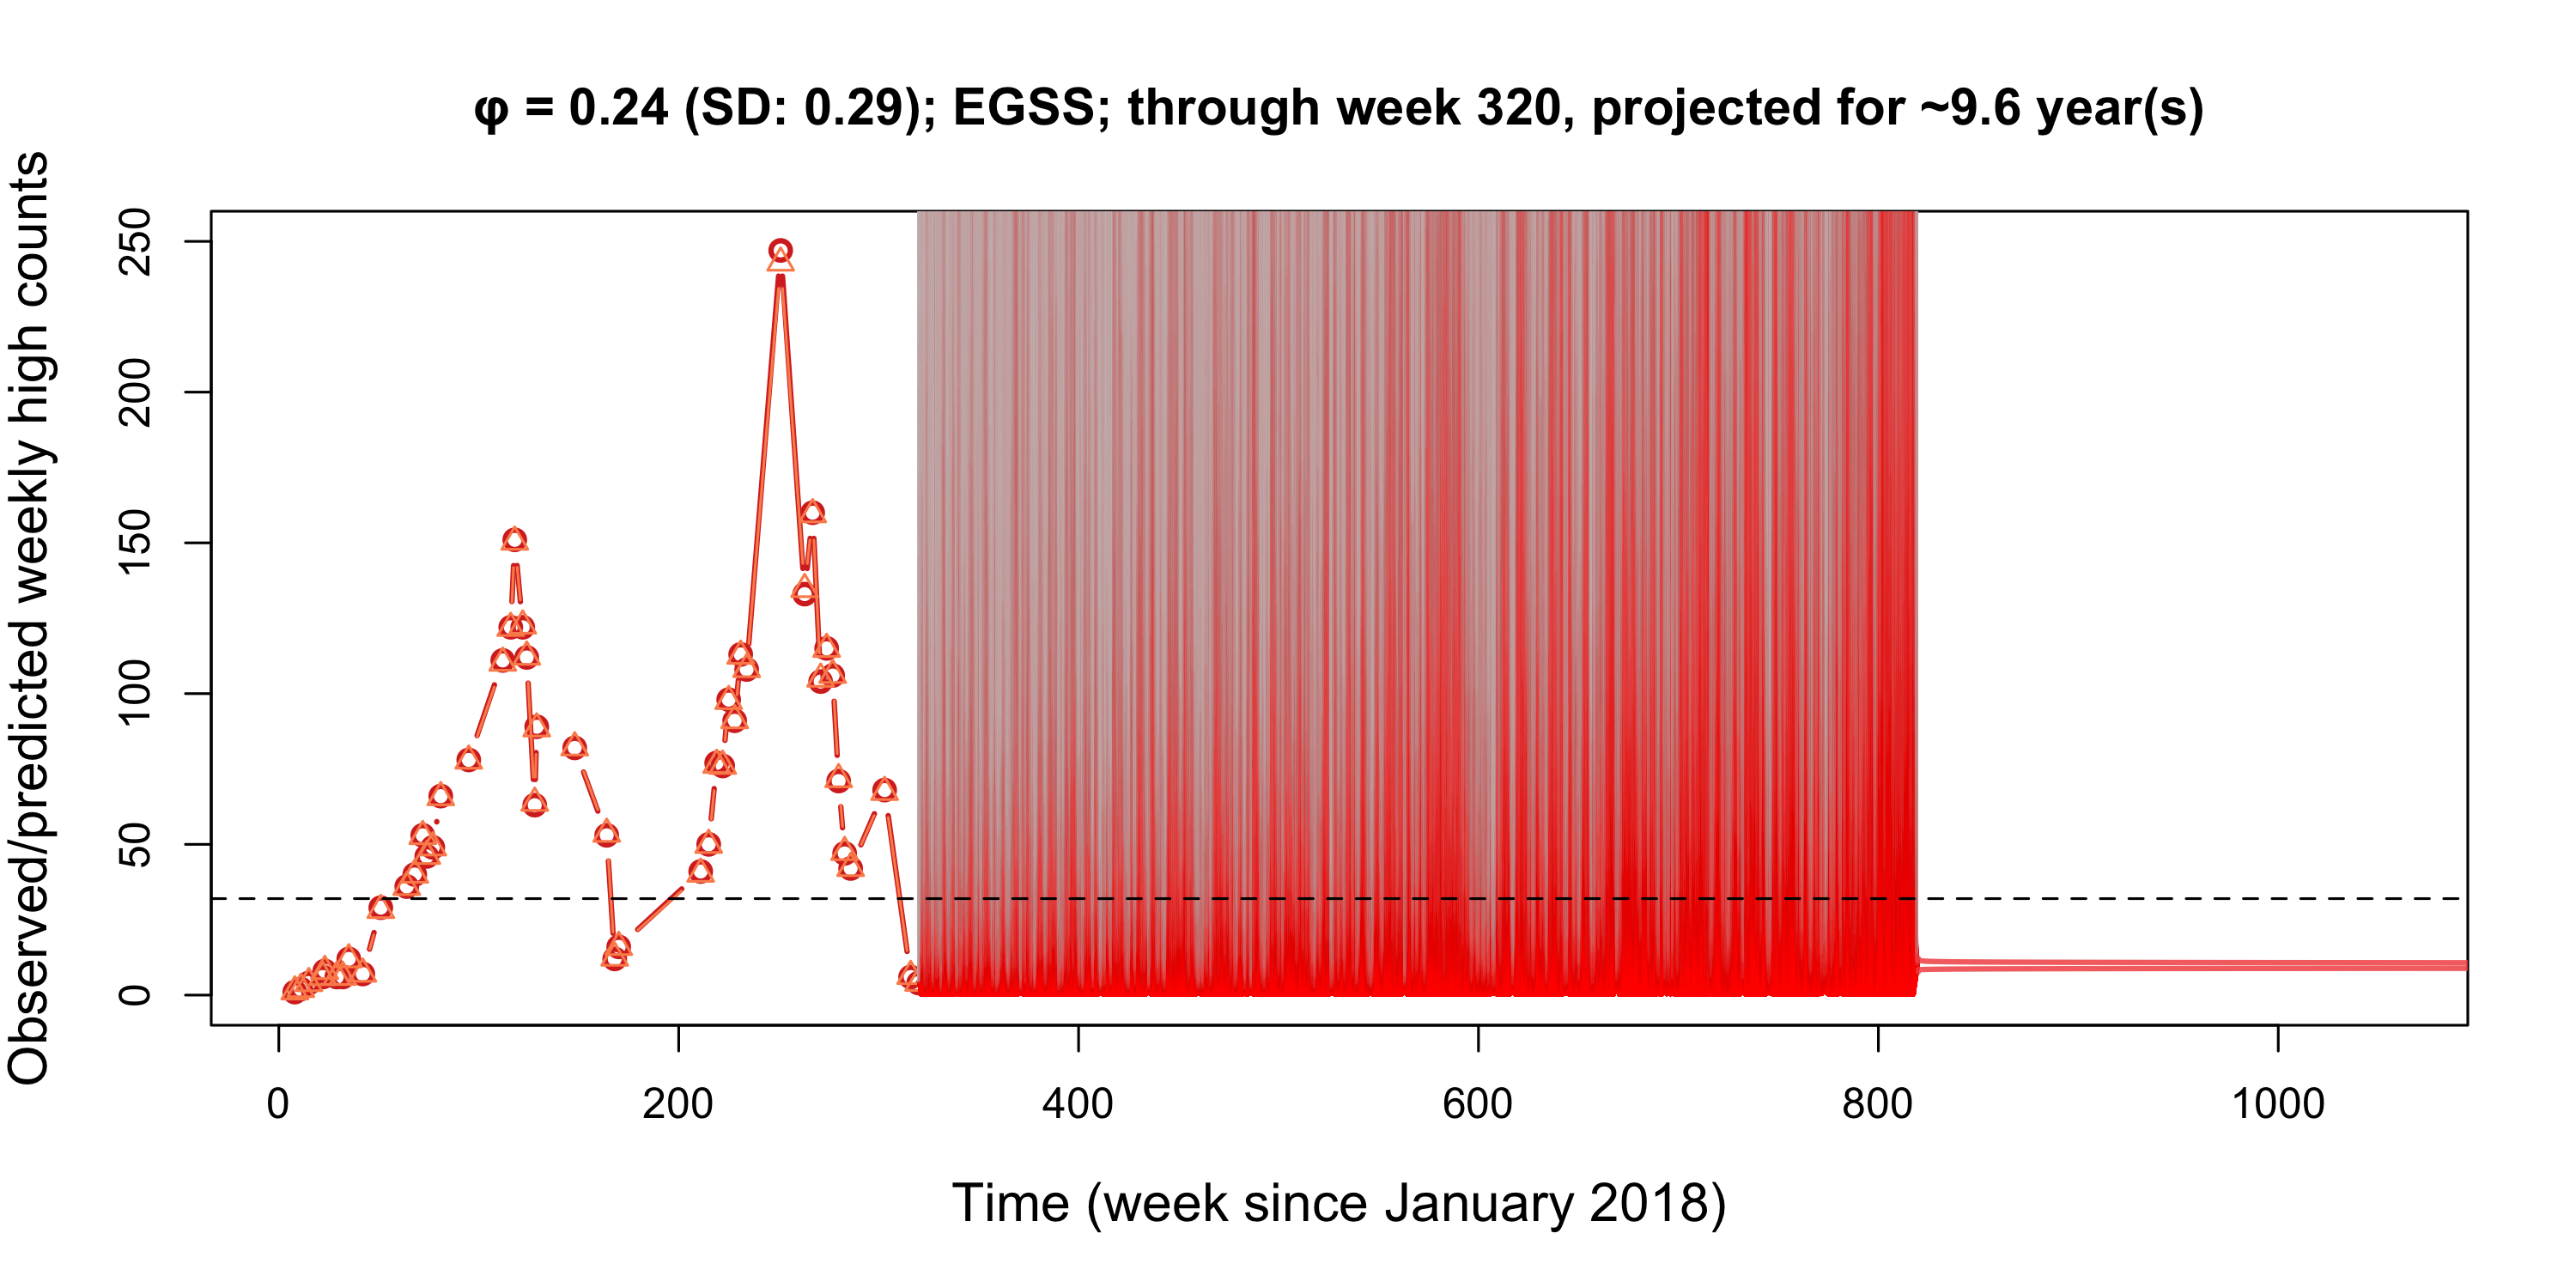 φ = 0.24 (SD: 0.29); EGSS; through week 320, projected for ~9.6 year(s)
Observed/predicted weekly high counts
250
200
150
100
50
0
0 200 400 600 800 1000
Time (week since January 2018)